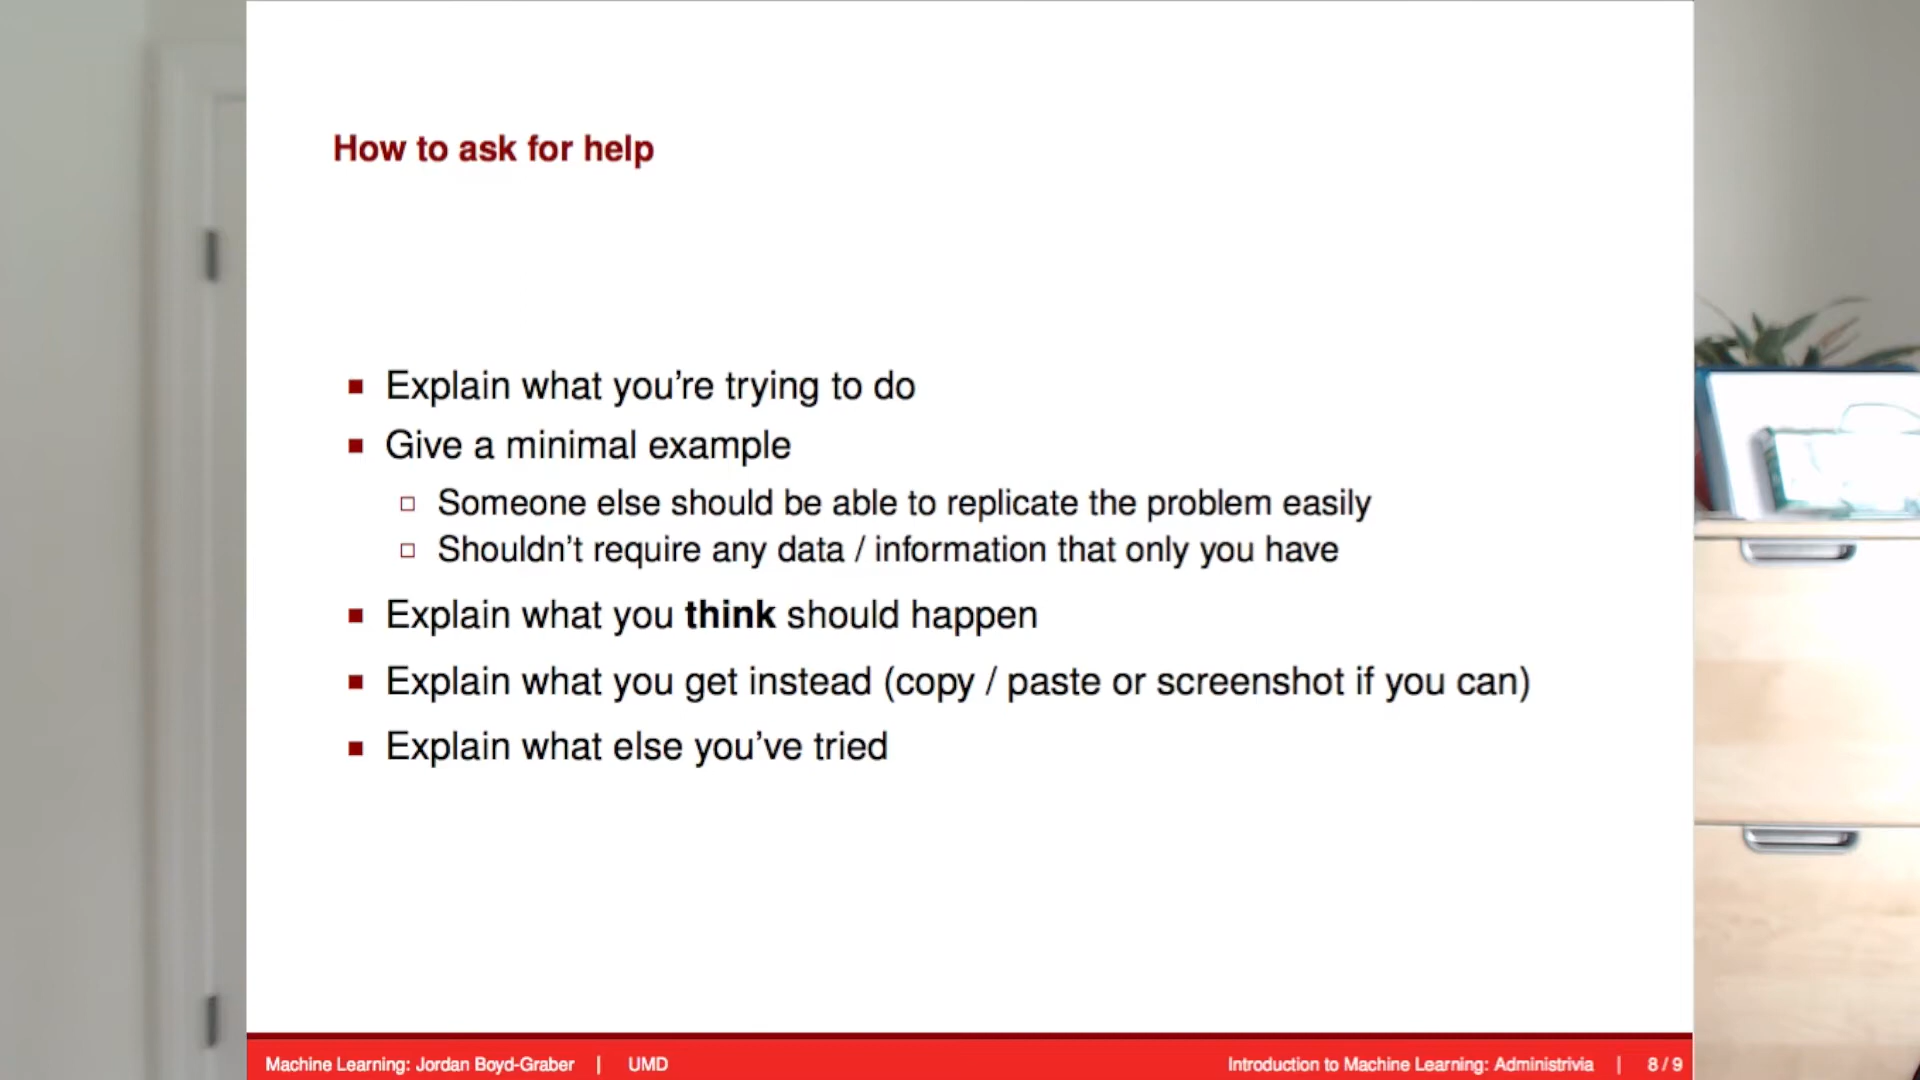 How to ask for help
Explain what you're trying to do
Give a minimal example
Someone else should be able to replicate the problem easily
Shouldn't require any data / information that only you have
Explain what you think should happen
Explain what you get instead (copy / paste or screenshot if you can)
Explain what else you've tried
Machine Learning: Jordan Boyd-Graber | UMD Introduction to Machine Learning: Administrivia | 8 / 9